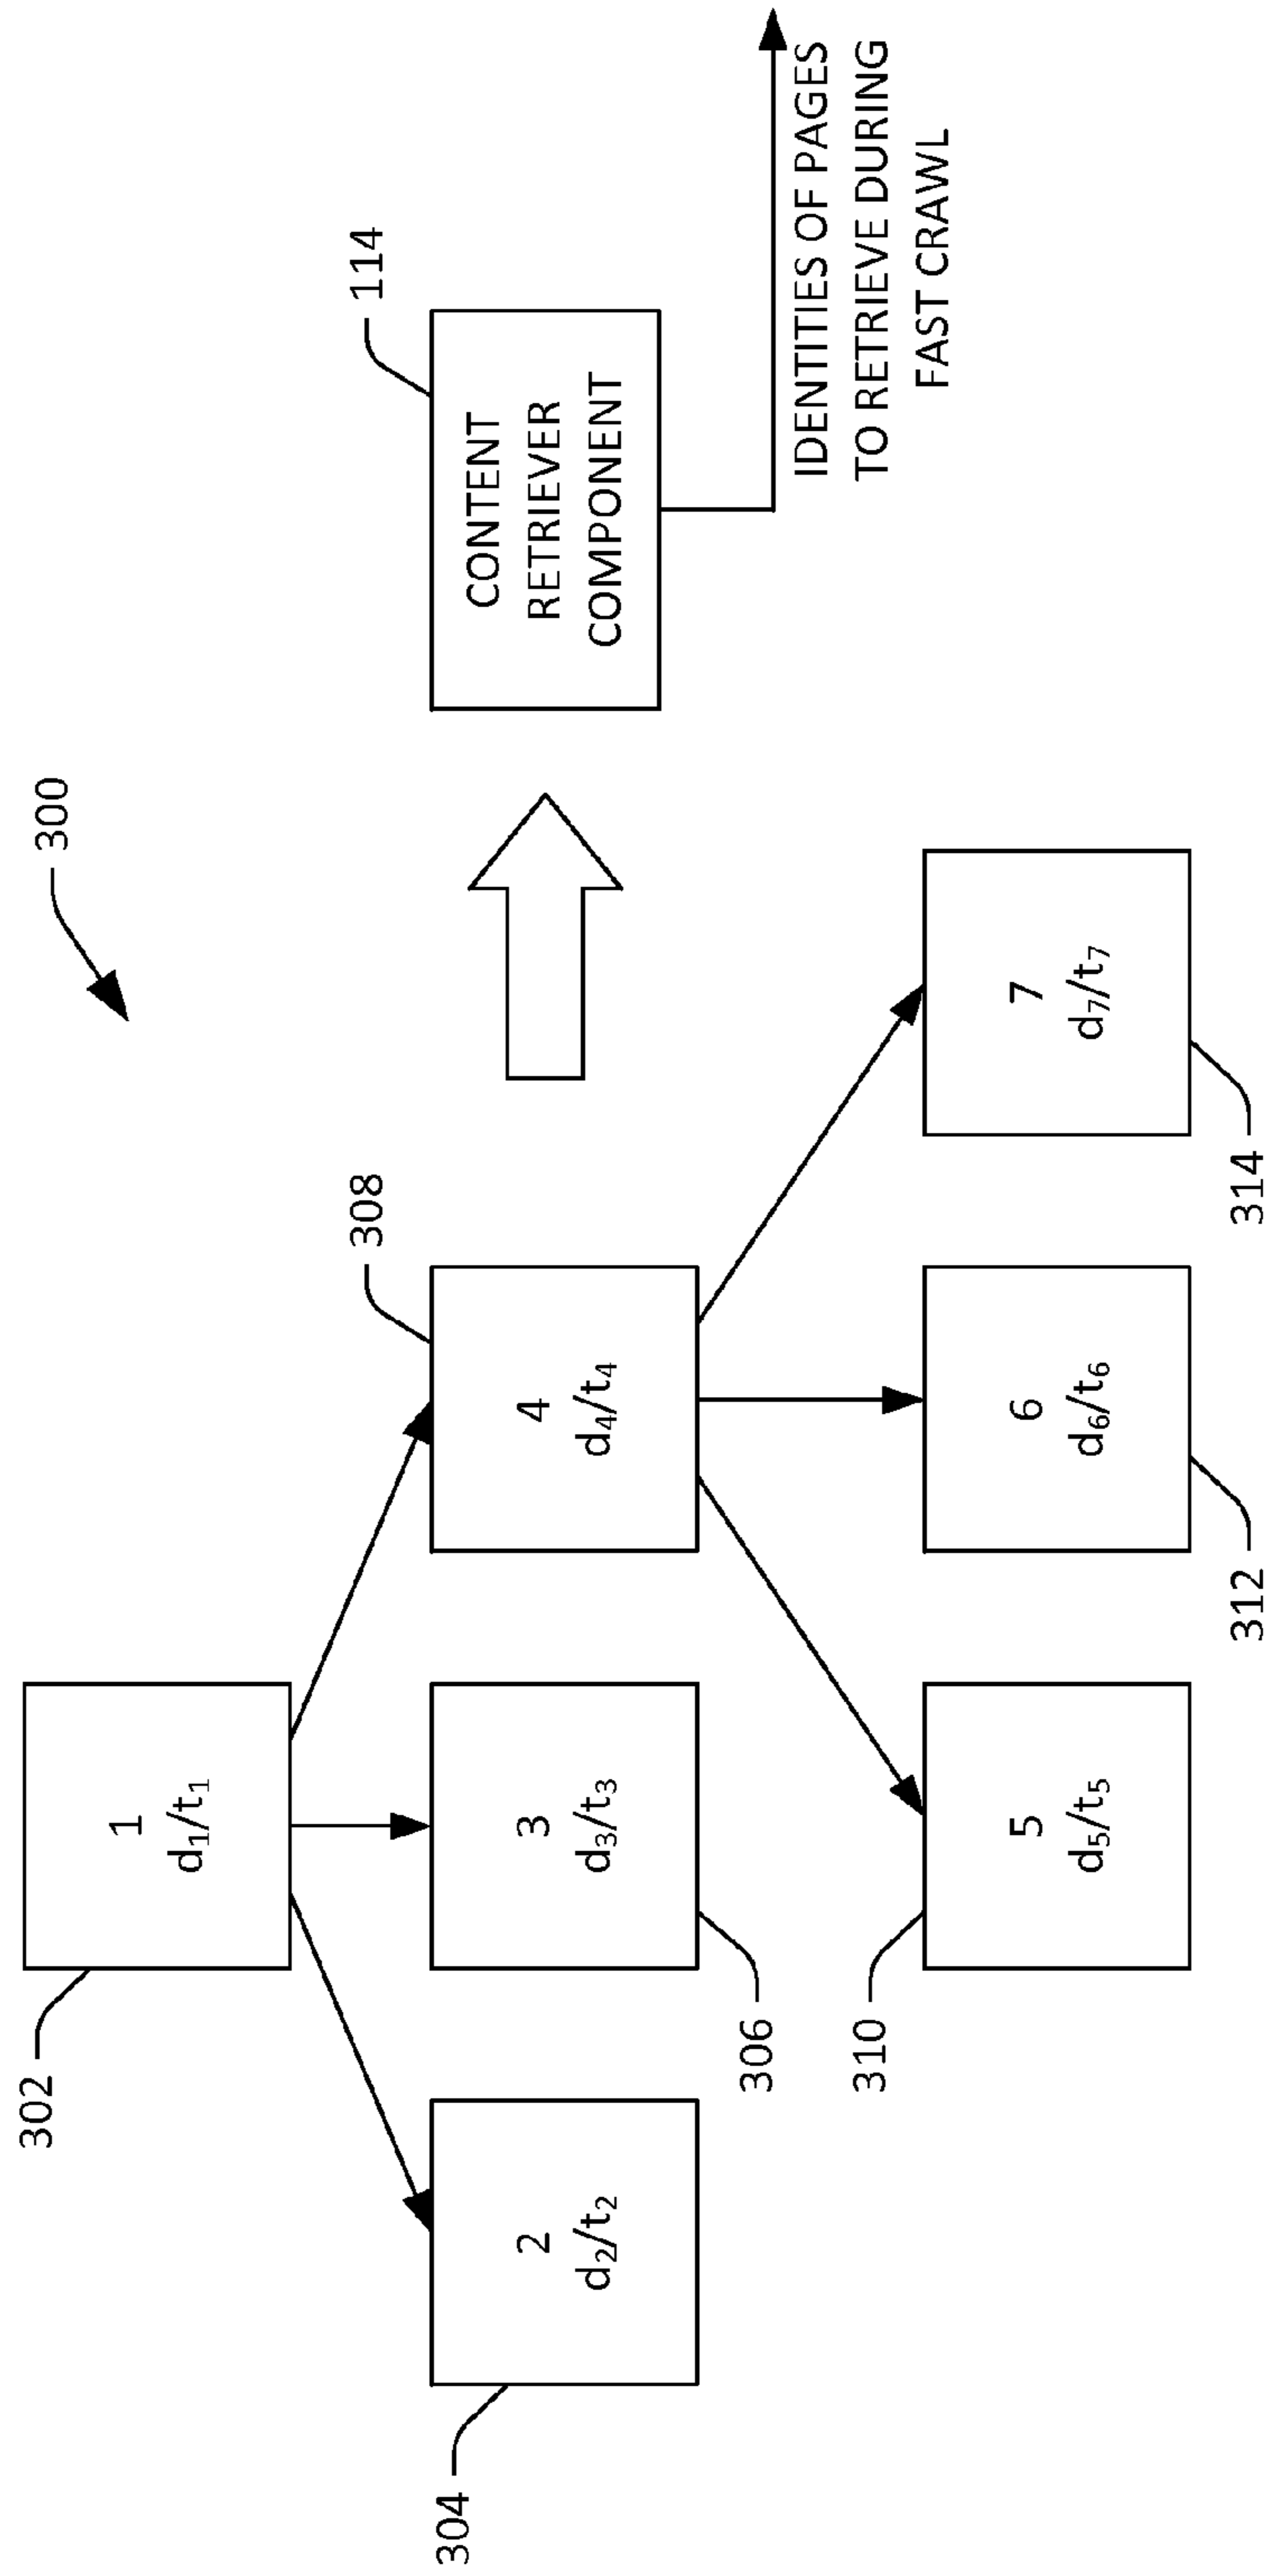 300
302
1
d₁/t₁
304
2
d₂/t₂
3
d₃/t₃
306
308
4
d₄/t₄
310
5
d₅/t₅
6
d₆/t₆
312
7
d₇/t₇
314
114
CONTENT
RETRIEVER
COMPONENT
IDENTITIES OF PAGES
TO RETRIEVE DURING
FAST CRAWL